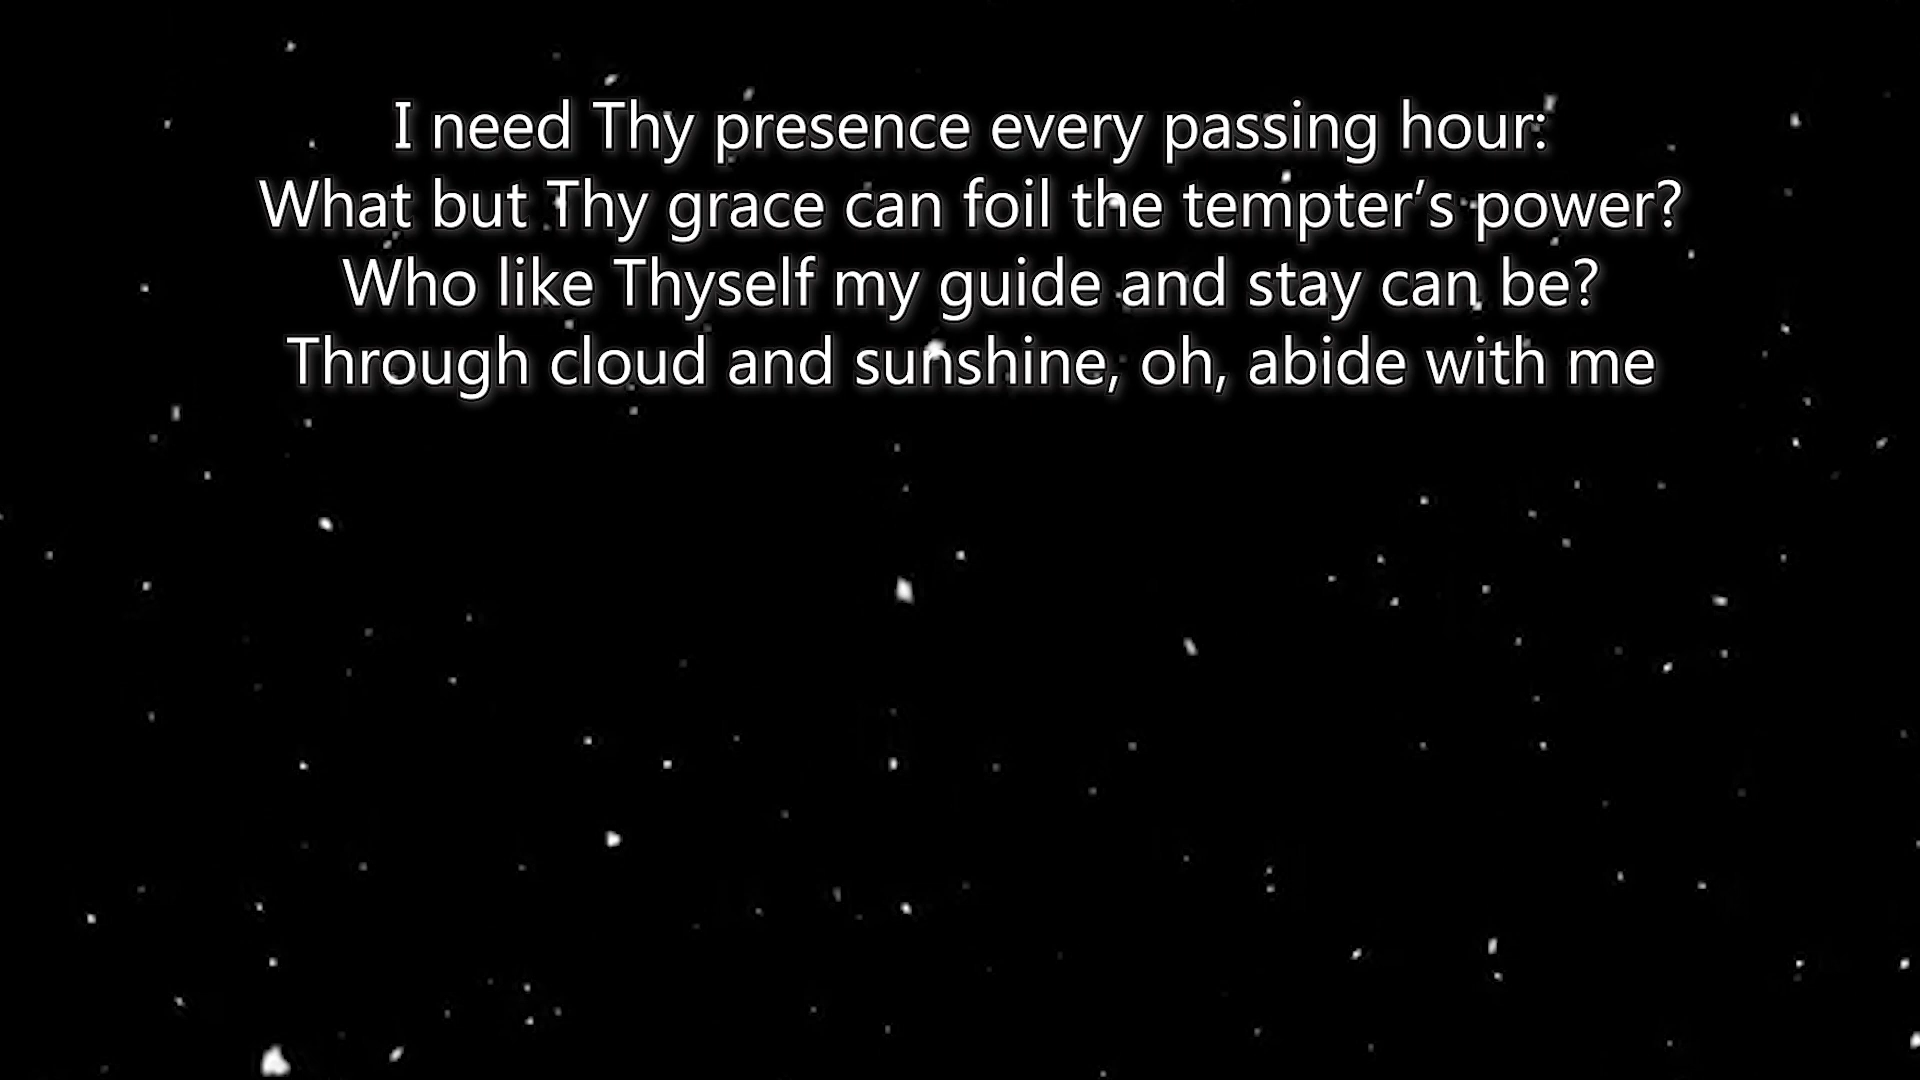 I need Thy presence every passing hour:
What but Thy grace can foil the tempter’s power?
Who like Thyself my guide and stay can be?
Through cloud and sunshine, oh, abide with me